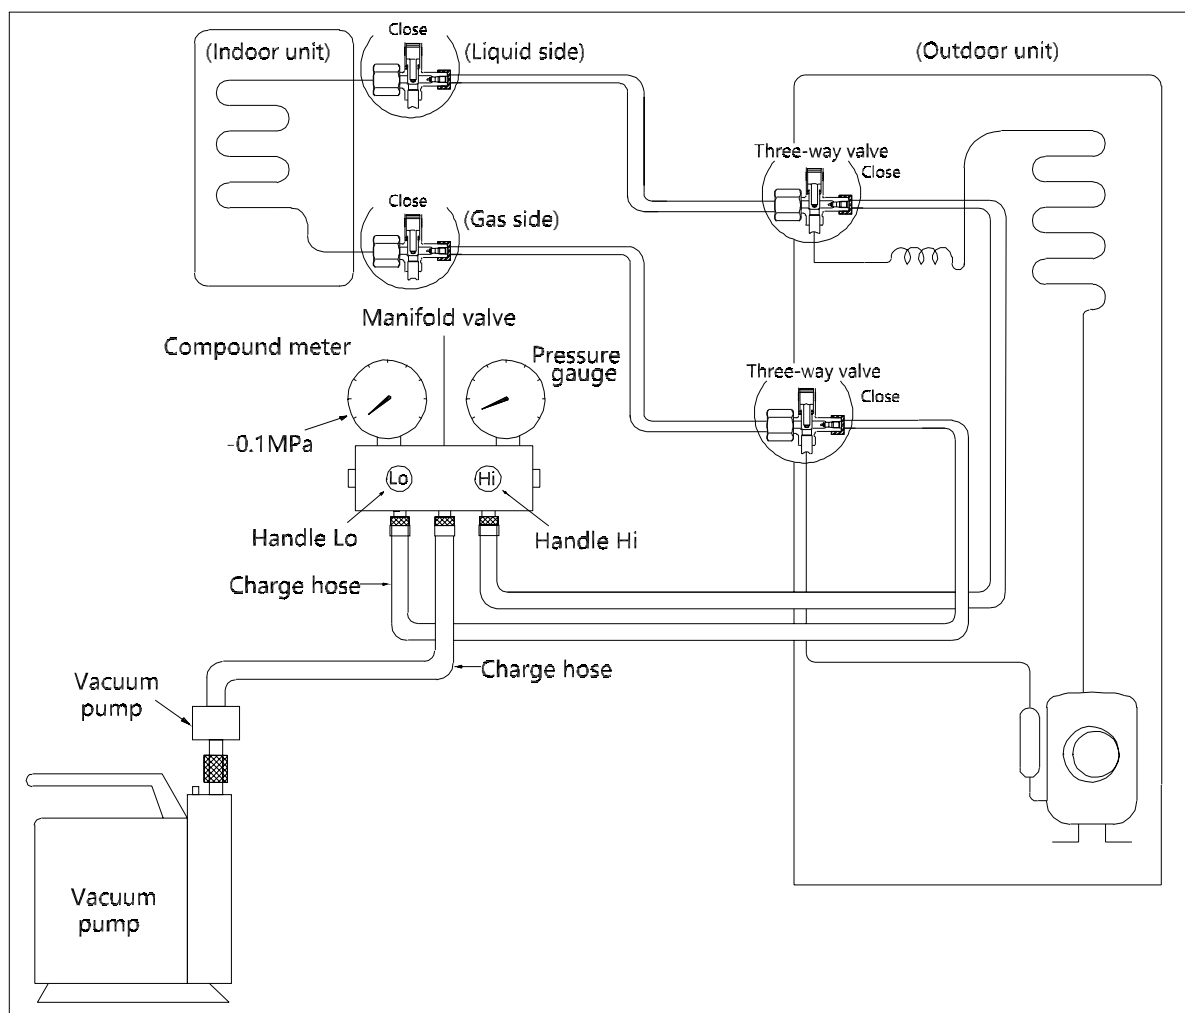 Close
(Indoor unit)
(Liquid side)
(Outdoor unit)
Three-way valve
Close
Close
(Gas side)
Manifold valve
Compound meter
Pressure
gauge
Three-way valve
Close
-0.1MPa
Lo
Hi
Handle Lo
Handle Hi
Charge hose
Charge hose
Vacuum
pump
Vacuum
pump